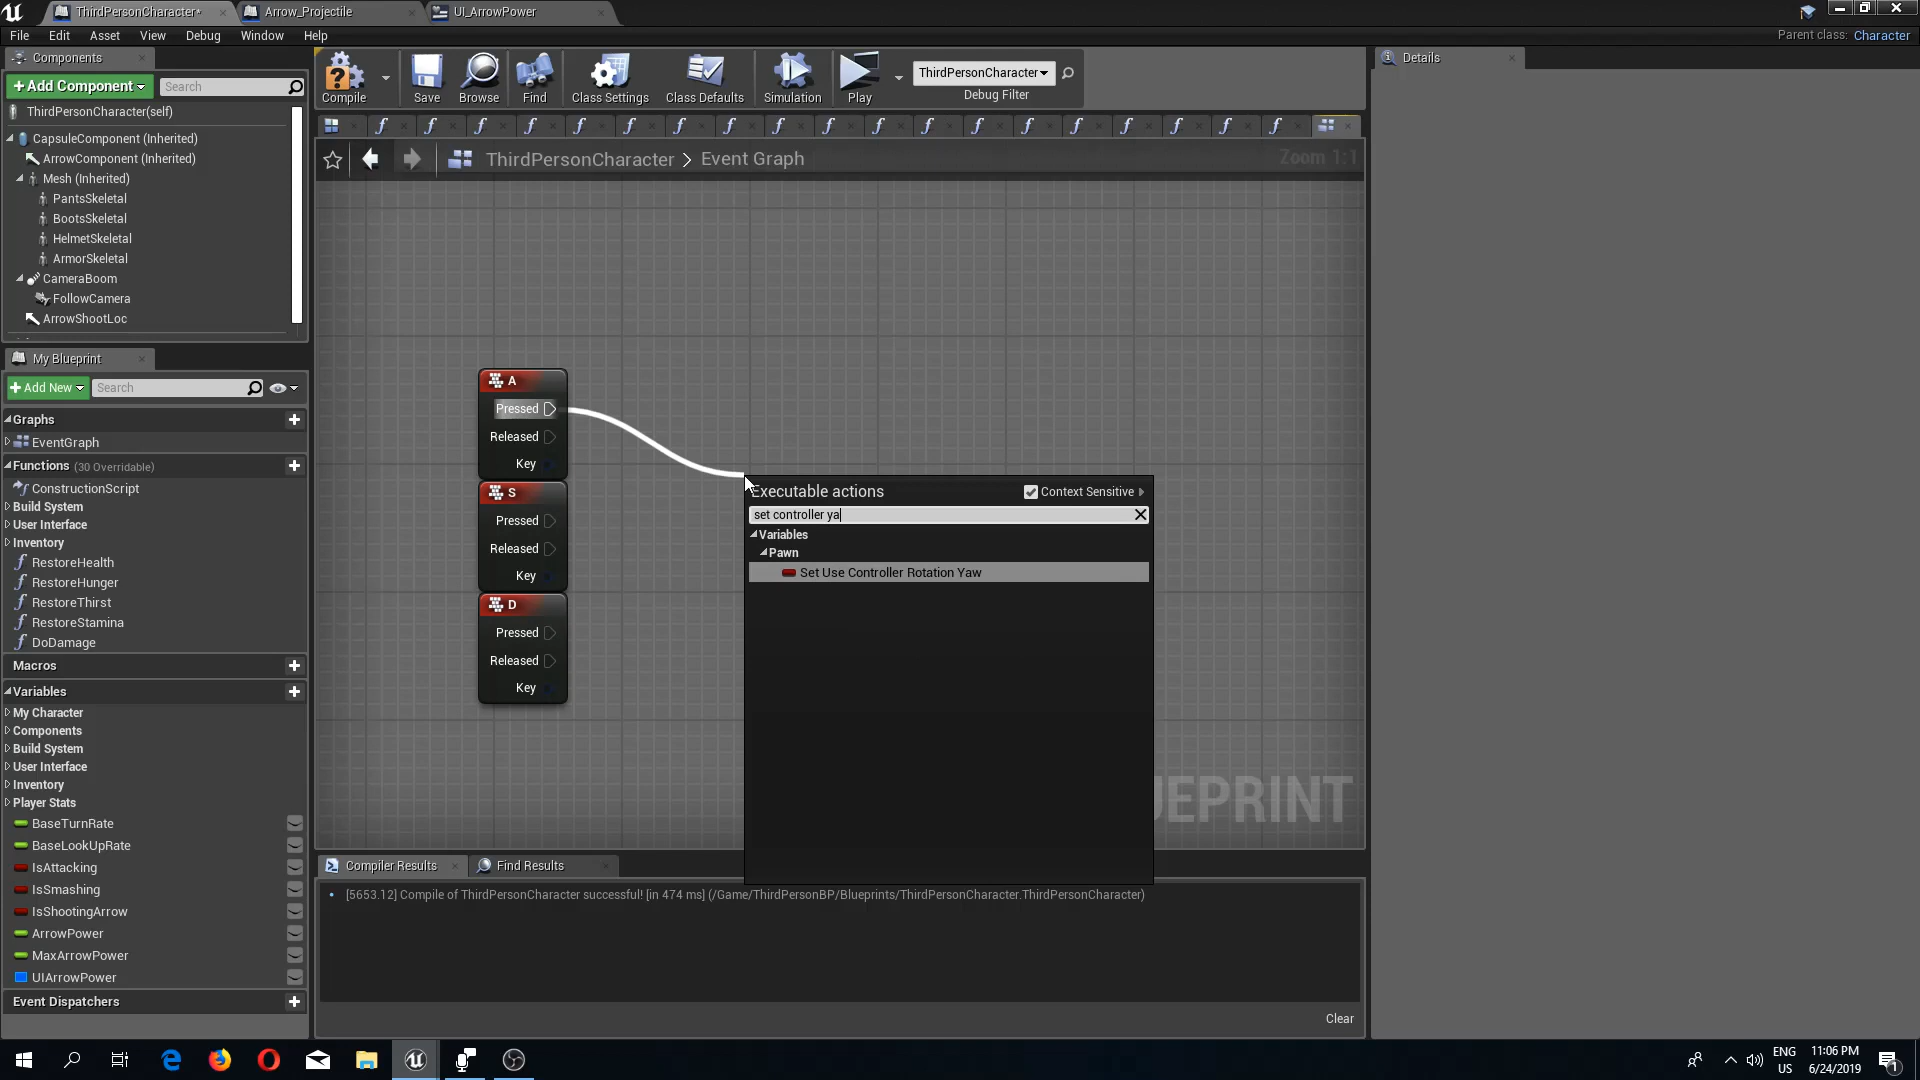 ThirdPersonCharacter*
Arrow_Projectile
UI_ArrowPower
File
Edit
Asset
View
Debug
Window
Help
Parent class: Character
Components
+Add Component
Search
ThirdPersonCharacter(self)
CapsuleComponent (Inherited)
ArrowComponent (Inherited)
Mesh (Inherited)
PantsSkeletal
BootsSkeletal
HelmetSkeletal
ArmorSkeletal
CameraBoom
FollowCamera
ArrowShootLoc
My Blueprint
+Add New
Search
Graphs
EventGraph
Functions (30 Overridable)
ConstructionScript
Build System
User Interface
Inventory
RestoreHealth
RestoreHunger
RestoreThirst
RestoreStamina
DoDamage
Macros
Variables
My Character
Components
Build System
User Interface
Inventory
Player Stats
BaseTurnRate
BaseLookUpRate
IsAttacking
IsSmashing
IsShootingArrow
ArrowPower
MaxArrowPower
UIArrowPower
Event Dispatchers
Compile
Save
Browse
Find
Class Settings
Class Defaults
Simulation
Play
ThirdPersonCharacter
Debug Filter
ThirdPersonCharacter > Event Graph
Zoom 1:1
A
Pressed
Released
Key
S
Pressed
Released
Key
D
Pressed
Released
Key
Executable actions
Context Sensitive
set controller ya
Variables
Pawn
Set Use Controller Rotation Yaw
UEPRINT
Compiler Results
Find Results
[5653.12] Compile of ThirdPersonCharacter successful! [in 474 ms] (/Game/ThirdPersonBP/Blueprints/ThirdPersonCharacter.ThirdPersonCharacter)
Clear
Details
ENG
US
11:06 PM
6/24/2019
1